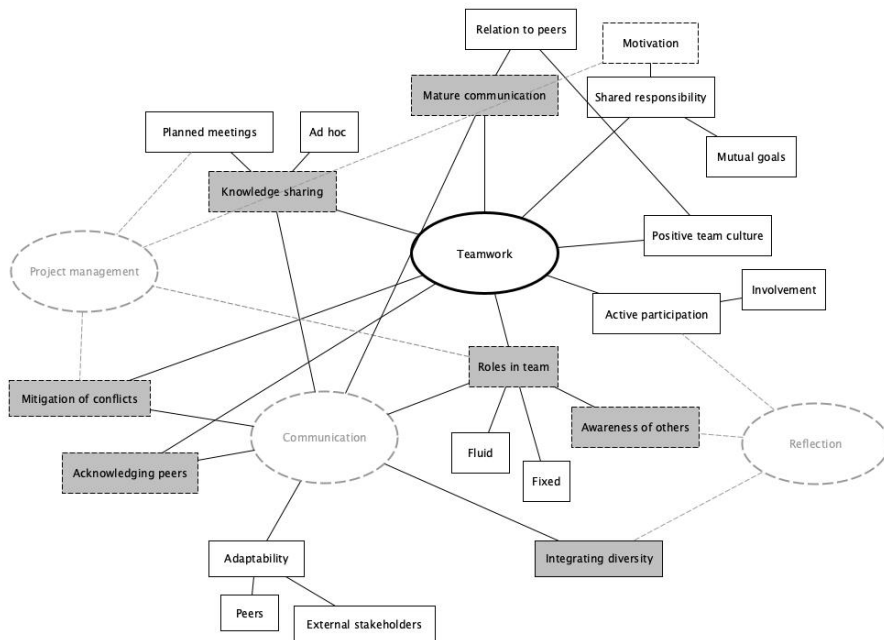 Relation to peers
Motivation
Mature communication
Shared responsibility
Planned meetings
Ad hoc
Mutual goals
Knowledge sharing
Positive team culture
Teamwork
Project management
Involvement
Active participation
Roles in team
Mitigation of conflicts
Awareness of others
Communication
Reflection
Fluid
Acknowledging peers
Fixed
Adaptability
Integrating diversity
Peers
External stakeholders